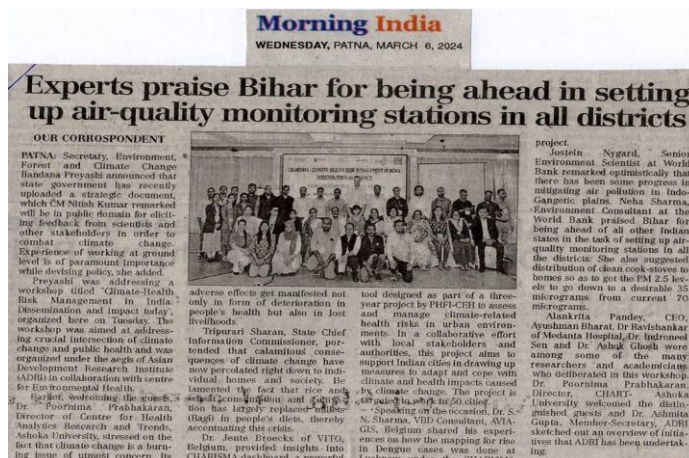 Morning India
WEDNESDAY, PATNA, MARCH 6, 2024
Experts praise Bihar for being ahead in setting
up air-quality monitoring stations in all districts
OUR CORROSPONDENT
PATNA: Secretary, Environment,
Forest and Climate Change
Bandana Preyashi announced that
state government has recently
uploaded a strategic document,
which CM Nitish Kumar remarked
will be in public domain for elicit-
ing feedback from scientists and
other stakeholders in order to
combat climate change.
Experience of working at ground
level is of paramount importance
while devising policy, she added.
Preyashi was addressing a
workshop titled 'Climate-Health
Risk Management in India:
Dissemination and impact today',
organized here on Tuesday. The
workshop was aimed at address-
ing crucial intersection of climate
change and public health and was
organized under the aegis of Asian
Development Research Institute
(ADRI) in collaboration with centre
for Environmental Health.
Earlier, welcoming the guests,
Dr. Poornima Prabhakaran,
Director of Centre for Health
Analytics Research and Trends,
Ashoka University, stressed on the
fact that climate change is a burn-
ing issue of utmost concern. Its
adverse effects get manifested not
only in form of deterioration in
people's health but also in lost
livelihoods.
Tripurari Sharan, State Chief
Information Commissioner, por-
tended that calamitous conse-
quences of climate change have
now percolated right down to indi-
vidual homes and society. He
lamented the fact that rice and
wheat consumption and
has largely replaced millets
(Ragi) in people's diets, thereby
accentuating this crisis.
Dr. Jente Broeckx of VITO,
Belgium, provided insights into
CHARISMA dashboard, a powerful
tool designed as part of a three-
year project by PHFI-CEH to assess
and manage climate-related
health risks in urban environ-
ments. In a collaborative effort
with local stakeholders and
authorities, this project aims to
support Indian cities in drawing up
measures to adapt and cope with
climate and health impacts caused
by climate change. The project is
50 cities.
Speaking on the occasion, Dr. S.
N. Sharma, VBD Consultant, AVIA-
GIS, Belgium shared his experi-
ences on how the mapping for rise
in Dengue cases was done at
project.
Jostein Nygard, Senior
Environment Scientist at World
Bank remarked optimistically that
there has been some progress in
mitigating air pollution in Indo-
Gangetic plains. Neha Sharma,
Environment Consultant at the
World Bank praised Bihar for
being ahead of all other Indian
states in the task of setting up air-
quality monitoring stations in all
the districts. She also suggested
distribution of clean cook-stoves to
homes so as to get the PM 2.5 lev-
els to go down to a desirable 35
micrograms from current 70
micrograms.
Alankrita Pandey, CEO,
Ayushman Bharat, Dr Ravishankar
of Medanta Hospital, Dr Indroneel
Sen and Dr. Ashok Ghosh were
among some of the many
researchers and academicians
who deliberated in this workshop.
Dr. Poornima Prabhakaran,
Director, CHART- Ashoka
University welcomed the distin-
guished guests and Dr. Ashmita
Gupta, Member-Secretary, ADRI
sketched out an overview of initia-
tives that ADRI has been undertak-
ing.